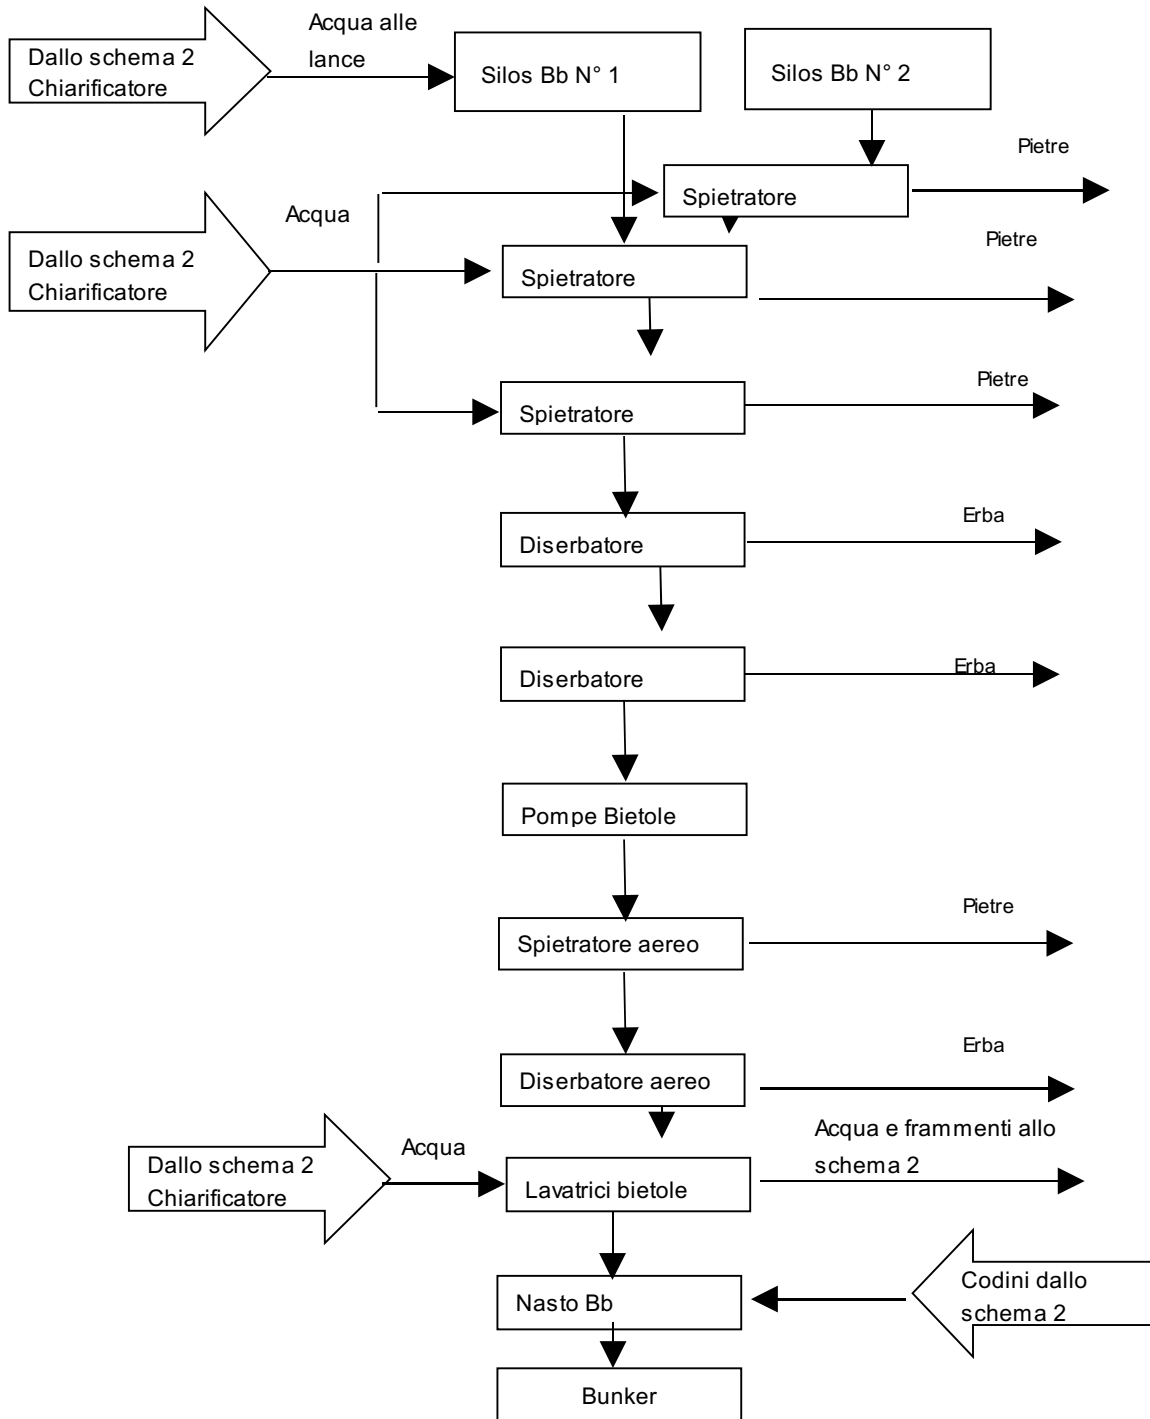 Acqua alle
lance
Dallo schema 2
Chiarificatore
Silos Bb N° 1
Silos Bb N° 2
Pietre
Spietratore
Acqua
Pietre
Dallo schema 2
Chiarificatore
Spietratore
Pietre
Spietratore
Erba
Diserbatore
Erba
Diserbatore
Pompe Bietole
Pietre
Spietratore aereo
Erba
Diserbatore aereo
Acqua e frammenti allo
schema 2
Acqua
Dallo schema 2
Chiarificatore
Lavatrici bietole
Codini dallo
schema 2
Nasto Bb
Bunker